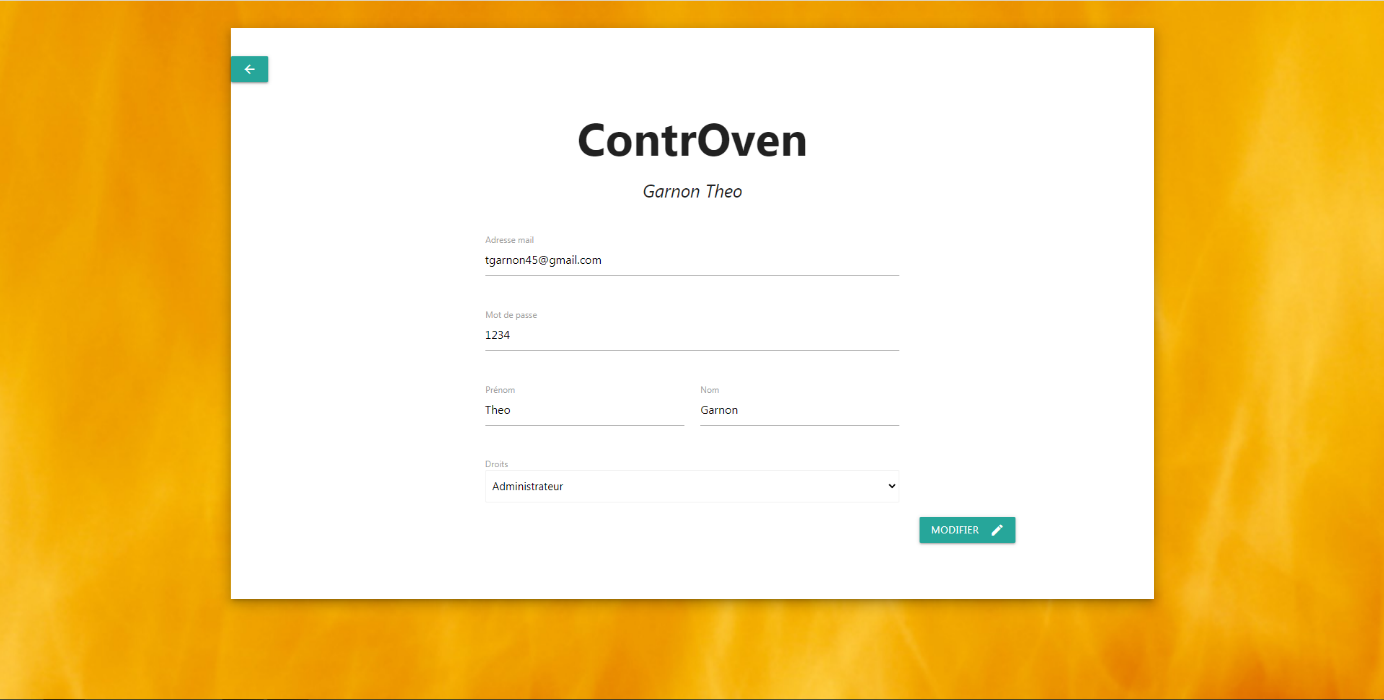 ContrOven
Garnon Theo
Adresse mail
tgarnon45@gmail.com
Mot de passe
1234
Prénom
Nom
Theo
Garnon
Droits
Administrateur
MODIFIER